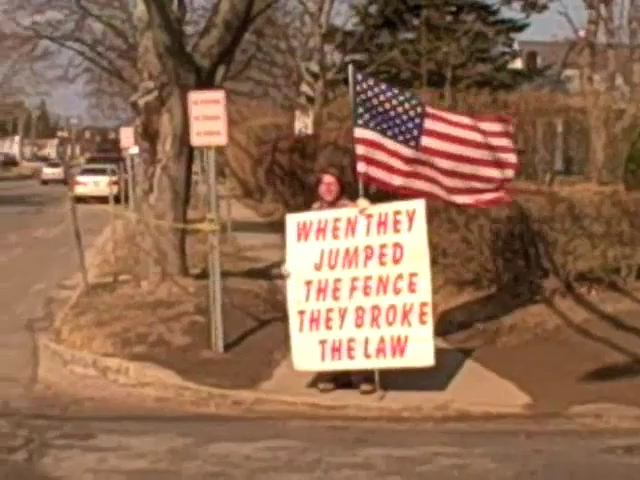 WHEN THEY
JUMPED
THE FENCE
THEY BROKE
THE LAW